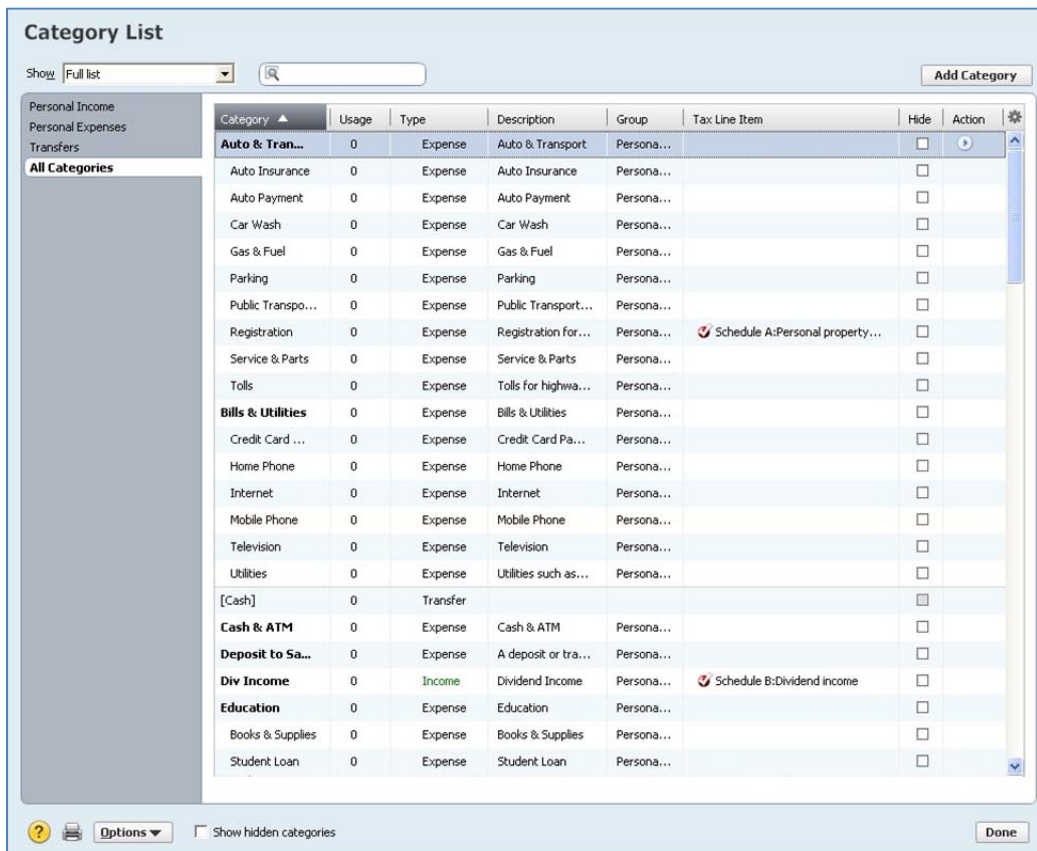 Category List
Show Full list
Add Category
Personal Income
Personal Expenses
Transfers
All Categories
Category Usage Type Description Group Tax Line Item Hide Action
Auto & Tran... 0 Expense Auto & Transport Persona...
Auto Insurance 0 Expense Auto Insurance Persona...
Auto Payment 0 Expense Auto Payment Persona...
Car Wash 0 Expense Car Wash Persona...
Gas & Fuel 0 Expense Gas & Fuel Persona...
Parking 0 Expense Parking Persona...
Public Transpo... 0 Expense Public Transport... Persona...
Registration 0 Expense Registration for... Persona... Schedule A:Personal property...
Service & Parts 0 Expense Service & Parts Persona...
Tolls 0 Expense Tolls for highwa... Persona...
Bills & Utilities 0 Expense Bills & Utilities Persona...
Credit Card ... 0 Expense Credit Card Pa... Persona...
Home Phone 0 Expense Home Phone Persona...
Internet 0 Expense Internet Persona...
Mobile Phone 0 Expense Mobile Phone Persona...
Television 0 Expense Television Persona...
Utilities 0 Expense Utilities such as... Persona...
[Cash] 0 Transfer
Cash & ATM 0 Expense Cash & ATM Persona...
Deposit to Sa... 0 Expense A deposit or tra... Persona...
Div Income 0 Income Dividend Income Persona... Schedule B:Dividend income
Education 0 Expense Education Persona...
Books & Supplies 0 Expense Books & Supplies Persona...
Student Loan 0 Expense Student Loan Persona...
? Options Show hidden categories Done